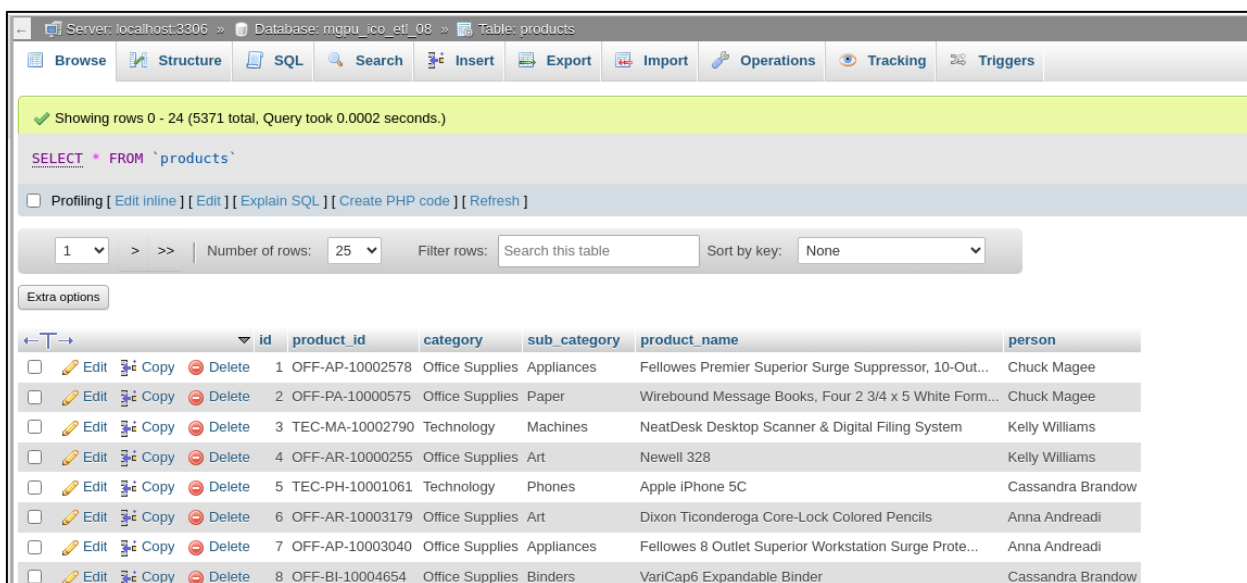 ← Server: localhost:3306 » Database: mgpu_ico_etl_08 » Table: products
Browse Structure SQL Search Insert Export Import Operations Tracking Triggers
Showing rows 0 - 24 (5371 total, Query took 0.0002 seconds.)
SELECT * FROM `products`
Profiling [ Edit inline ] [ Edit ] [ Explain SQL ] [ Create PHP code ] [ Refresh ]
1 > >> | Number of rows: 25 Filter rows: Search this table Sort by key: None
Extra options
←T→ id product_id category sub_category product_name person
Edit Copy Delete 1 OFF-AP-10002578 Office Supplies Appliances Fellowes Premier Superior Surge Suppressor, 10-Out... Chuck Magee
Edit Copy Delete 2 OFF-PA-10000575 Office Supplies Paper Wirebound Message Books, Four 2 3/4 x 5 White Form... Chuck Magee
Edit Copy Delete 3 TEC-MA-10002790 Technology Machines NeatDesk Desktop Scanner & Digital Filing System Kelly Williams
Edit Copy Delete 4 OFF-AR-10000255 Office Supplies Art Newell 328 Kelly Williams
Edit Copy Delete 5 TEC-PH-10001061 Technology Phones Apple iPhone 5C Cassandra Brandow
Edit Copy Delete 6 OFF-AR-10003179 Office Supplies Art Dixon Ticonderoga Core-Lock Colored Pencils Anna Andreadi
Edit Copy Delete 7 OFF-AP-10003040 Office Supplies Appliances Fellowes 8 Outlet Superior Workstation Surge Prote... Anna Andreadi
Edit Copy Delete 8 OFF-BI-10004654 Office Supplies Binders VariCap6 Expandable Binder Cassandra Brandow